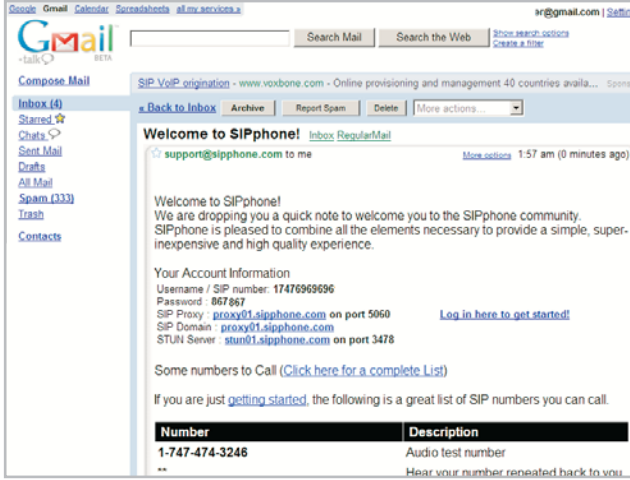 Google Gmail Calendar Spreadsheets all my services »
ar@gmail.com | Settin
Gmail
+talk BETA
Search Mail Search the Web Show search options
Create a filter
Compose Mail
SIP VoIP origination - www.voxbone.com - Online provisioning and management 40 countries availa... Spons
Inbox (4)
« Back to Inbox Archive Report Spam Delete More actions...
Starred
Chats
Sent Mail
Drafts
All Mail
Spam (333)
Trash
Contacts
Welcome to SIPphone! Inbox RegularMail
support@sipphone.com to me More options 1:57 am (0 minutes ago)
Welcome to SIPphone!
We are dropping you a quick note to welcome you to the SIPphone community.
SIPphone is pleased to combine all the elements necessary to provide a simple, super-
inexpensive and high quality experience.
Your Account Information
Username / SIP number: 17476969696
Password : 867867
SIP Proxy : proxy01.sipphone.com on port 5060 Log in here to get started!
SIP Domain : proxy01.sipphone.com
STUN Server : stun01.sipphone.com on port 3478
Some numbers to Call (Click here for a complete List)
If you are just getting started, the following is a great list of SIP numbers you can call.
Number Description
1-747-474-3246 Audio test number
** Hear your number repeated back to you